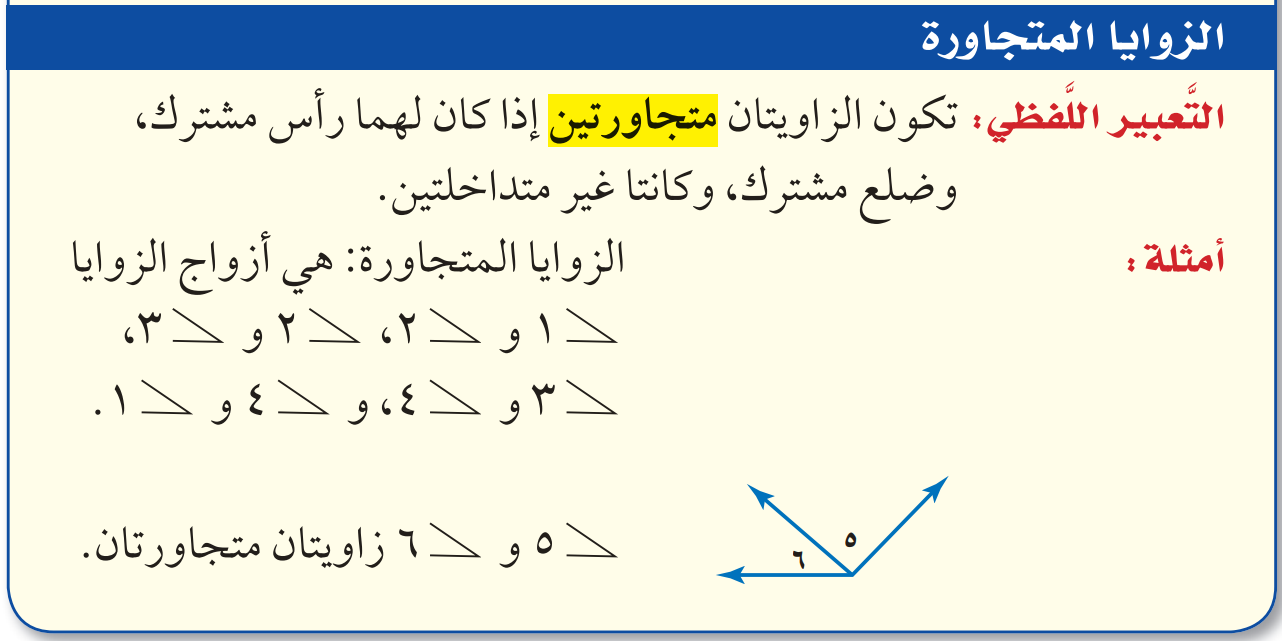 الزوايا المتجاورة
التَّعبير اللَّفظي: تكون الزاويتان متجاورتين إذا كان لهما رأس مشترك،
وضلع مشترك، وكانتا غير متداخلتين.
أمثلة: الزوايا المتجاورة: هي أزواج الزوايا
∠١ و ∠٢، ∠٢ و ∠٣،
∠٣ و ∠٤، و ∠٤ و ∠١.
٥
٦
∠٥ و ∠٦ زاويتان متجاورتان.